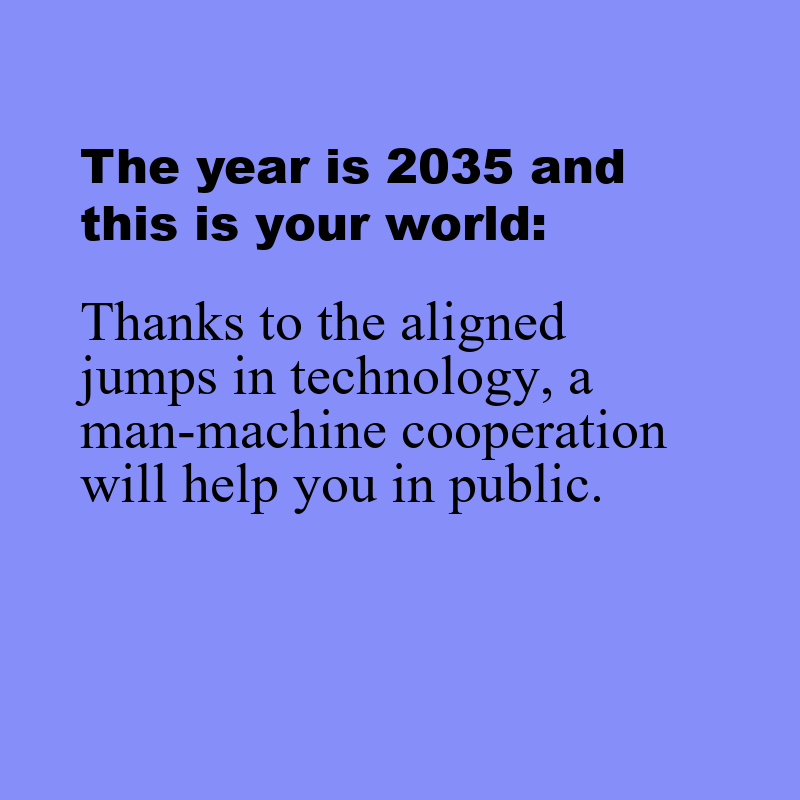 The year is 2035 and
this is your world:
Thanks to the aligned
jumps in technology, a
man-machine cooperation
will help you in public.